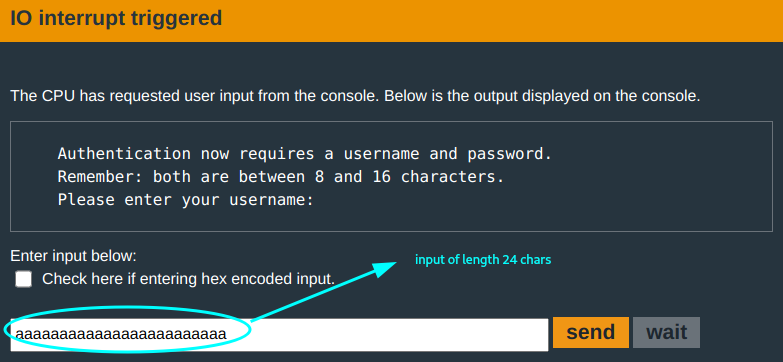 IO interrupt triggered
The CPU has requested user input from the console. Below is the output displayed on the console.
Authentication now requires a username and password.
Remember: both are between 8 and 16 characters.
Please enter your username:
Enter input below:
input of length 24 chars
Check here if entering hex encoded input.
aaaaaaaaaaaaaaaaaaaaaaaa
send wait